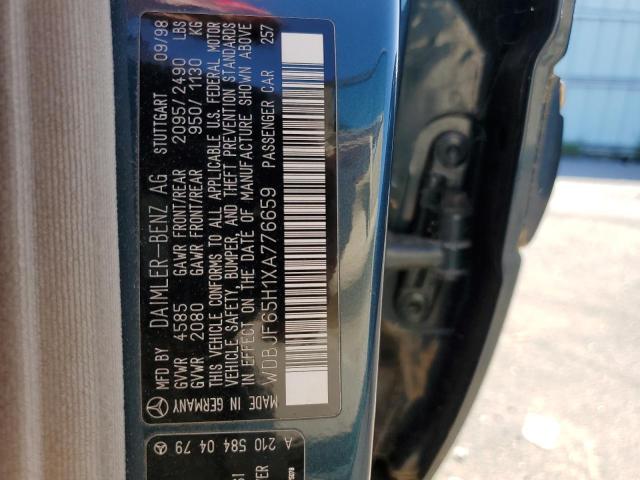 MFD BY DAIMLER-BENZ AG STUTTGART 09/98
GVWR 4585 GAWR FRONT/REAR 2095/2490 LBS
GVWR 2080 GAWR FRONT/REAR 950/1130 KG
THIS VEHICLE CONFORMS TO ALL APPLICABLE U.S. FEDERAL MOTOR
VEHICLE SAFETY, BUMPER, AND THEFT PREVENTION STANDARDS
IN EFFECT ON THE DATE OF MANUFACTURE SHOWN ABOVE
WDBJF65H1XA776659 PASSENGER CAR 257
MADE IN GERMANY
A 210 584 04 79